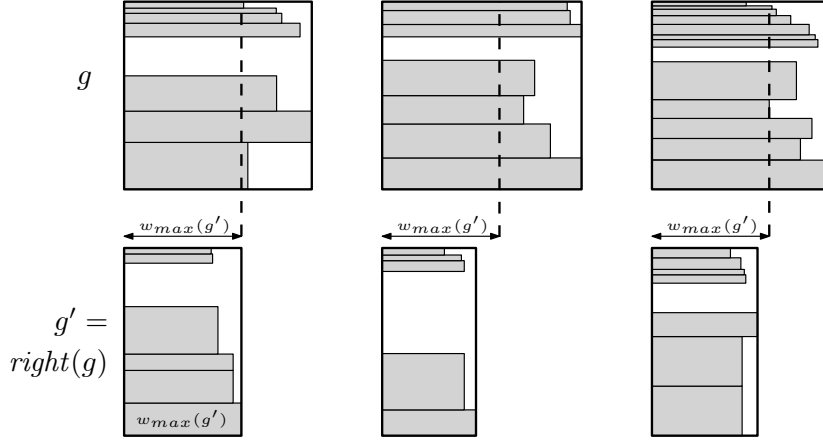 g
w_{max}(g') w_{max}(g') w_{max}(g')
g' =
right(g)
w_{max}(g')